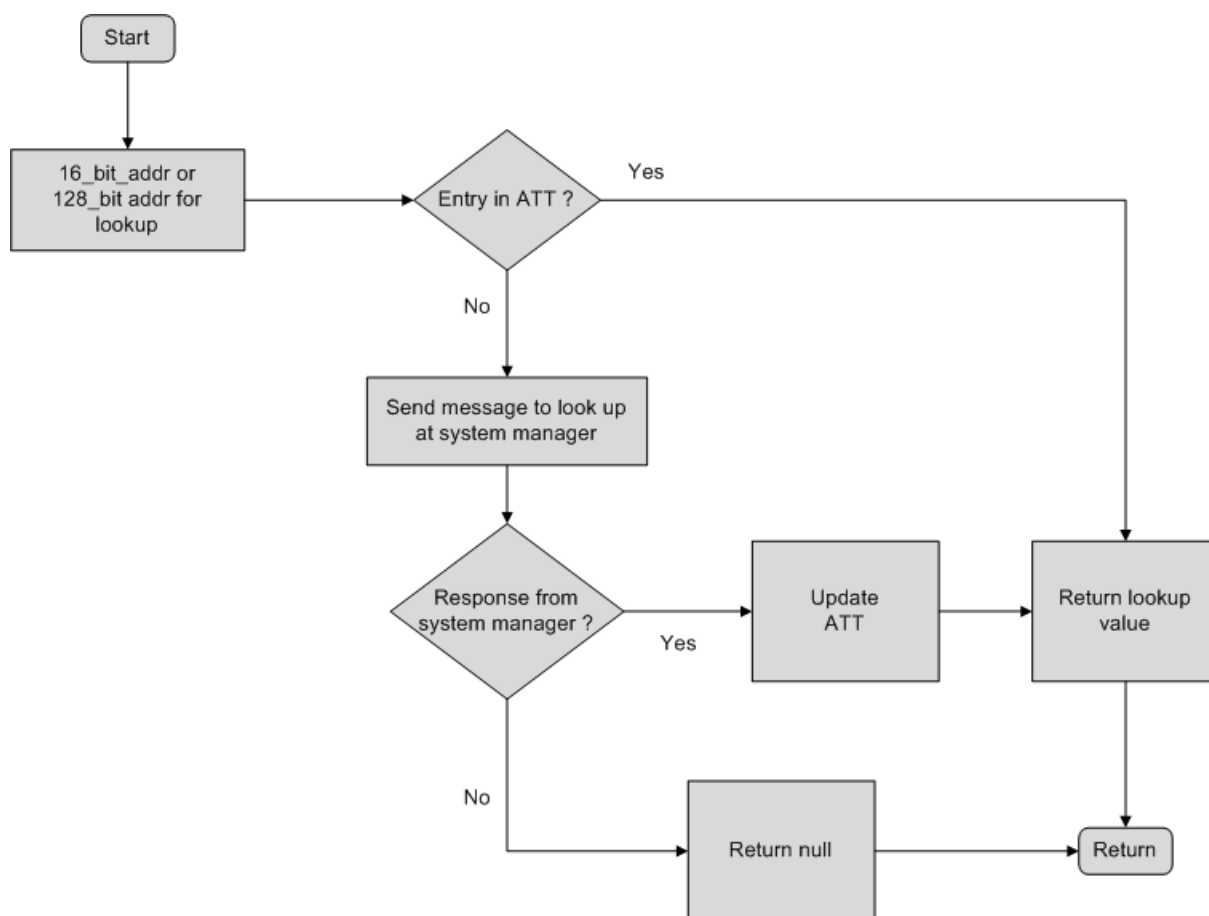 Start
16_bit_addr or
128_bit addr for
lookup
Entry in ATT ?
Yes
No
Send message to look up
at system manager
Response from
system manager ?
Yes
Update
ATT
Return lookup
value
No
Return null
Return